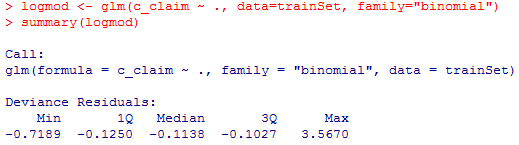 > logmod <- glm(c_claim ~ ., data=trainSet, family="binomial")
> summary(logmod)
Call:
glm(formula = c_claim ~ ., family = "binomial", data = trainSet)
Deviance Residuals:
Min 1Q Median 3Q Max
-0.7189 -0.1250 -0.1138 -0.1027 3.5670